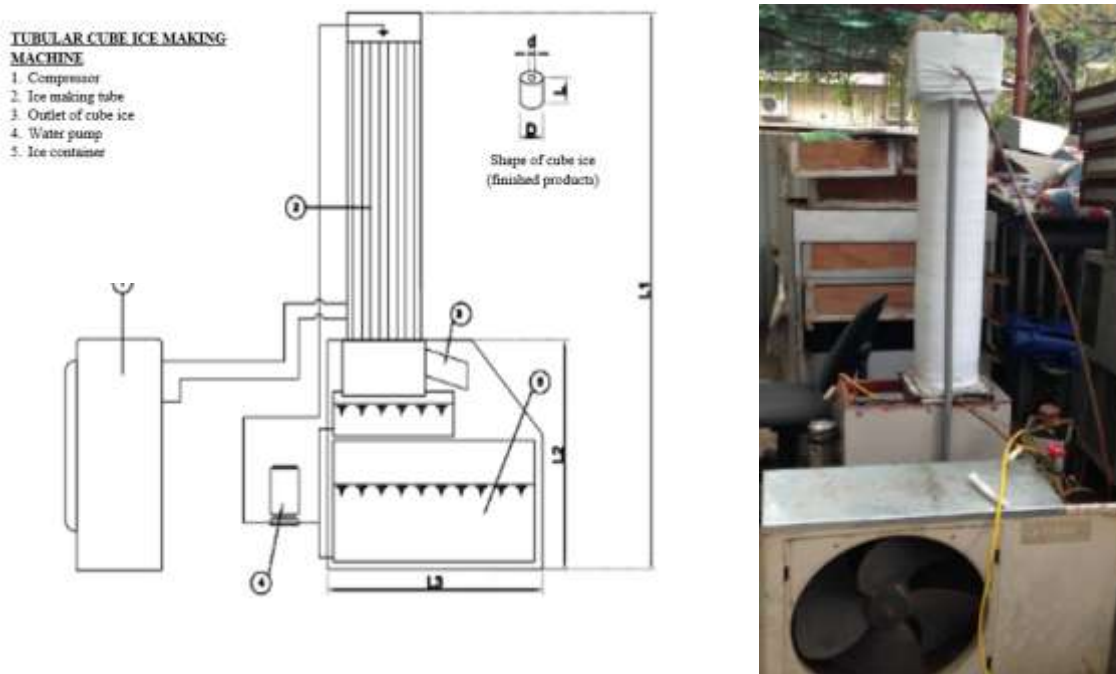 TUBULAR CUBE ICE MAKING
MACHINE
1. Compressor
2. Ice making tube
3. Outlet of cube ice
4. Water pump
5. Ice container
d
L
D
Shape of cube ice
(finished products)
2
L1
3
5
L2
4
L3